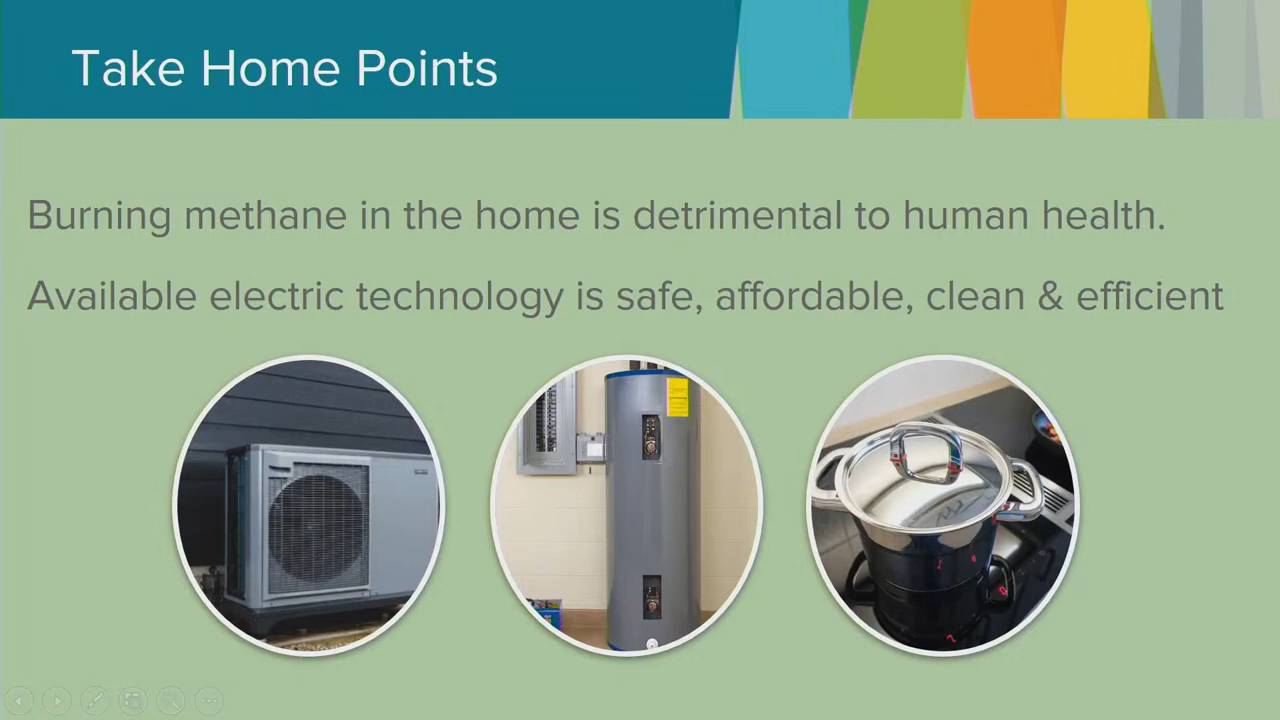 Take Home Points
Burning methane in the home is detrimental to human health.
Available electric technology is safe, affordable, clean & efficient